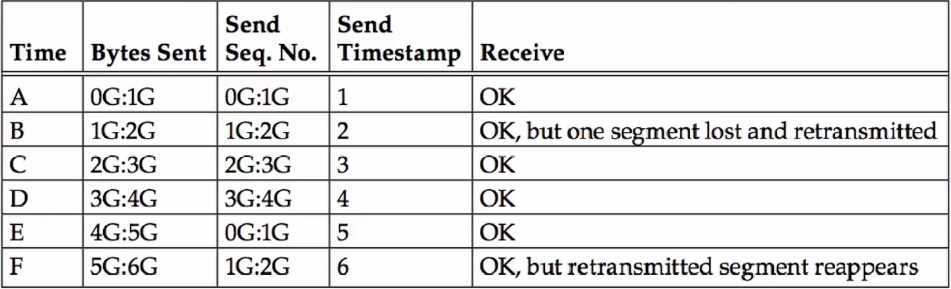 Time Bytes Sent Send Seq. No. Send Timestamp Receive
A 0G:1G 0G:1G 1 OK
B 1G:2G 1G:2G 2 OK, but one segment lost and retransmitted
C 2G:3G 2G:3G 3 OK
D 3G:4G 3G:4G 4 OK
E 4G:5G 0G:1G 5 OK
F 5G:6G 1G:2G 6 OK, but retransmitted segment reappears